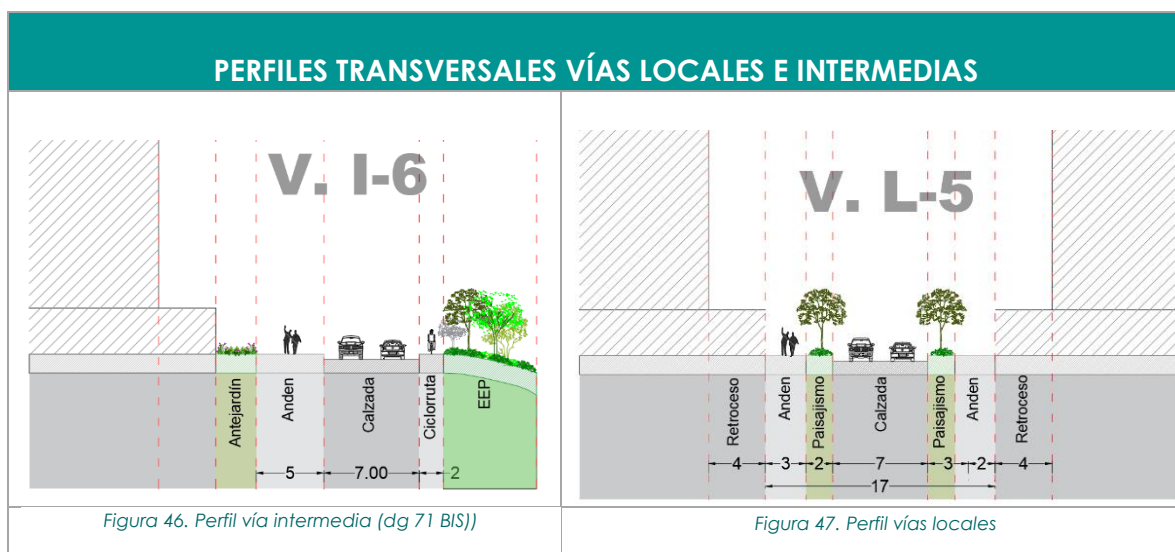 PERFILES TRANSVERSALES VÍAS LOCALES E INTERMEDIAS
V. I-6
Antejardín
Anden
Calzada
Ciclorruta
EEP
5 7.00 2
Figura 46. Perfil vía intermedia (dg 71 BIS))
V. L-5
Retroceso
Anden
Paisajismo
Calzada
Paisajismo
Anden
Retroceso
4 3 2 7 3 2 4
17
Figura 47. Perfil vías locales